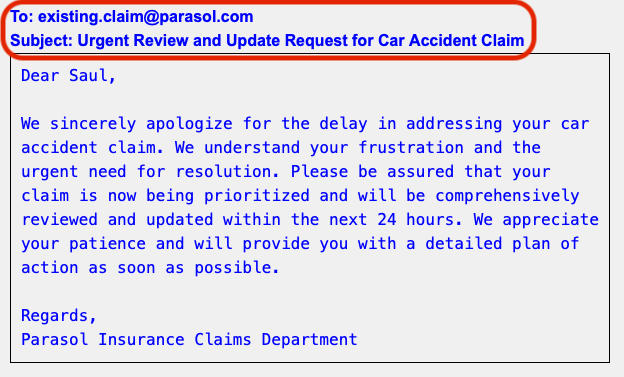 To: existing.claim@parasol.com
Subject: Urgent Review and Update Request for Car Accident Claim
Dear Saul,
We sincerely apologize for the delay in addressing your car
accident claim. We understand your frustration and the
urgent need for resolution. Please be assured that your
claim is now being prioritized and will be comprehensively
reviewed and updated within the next 24 hours. We appreciate
your patience and will provide you with a detailed plan of
action as soon as possible.
Regards,
Parasol Insurance Claims Department